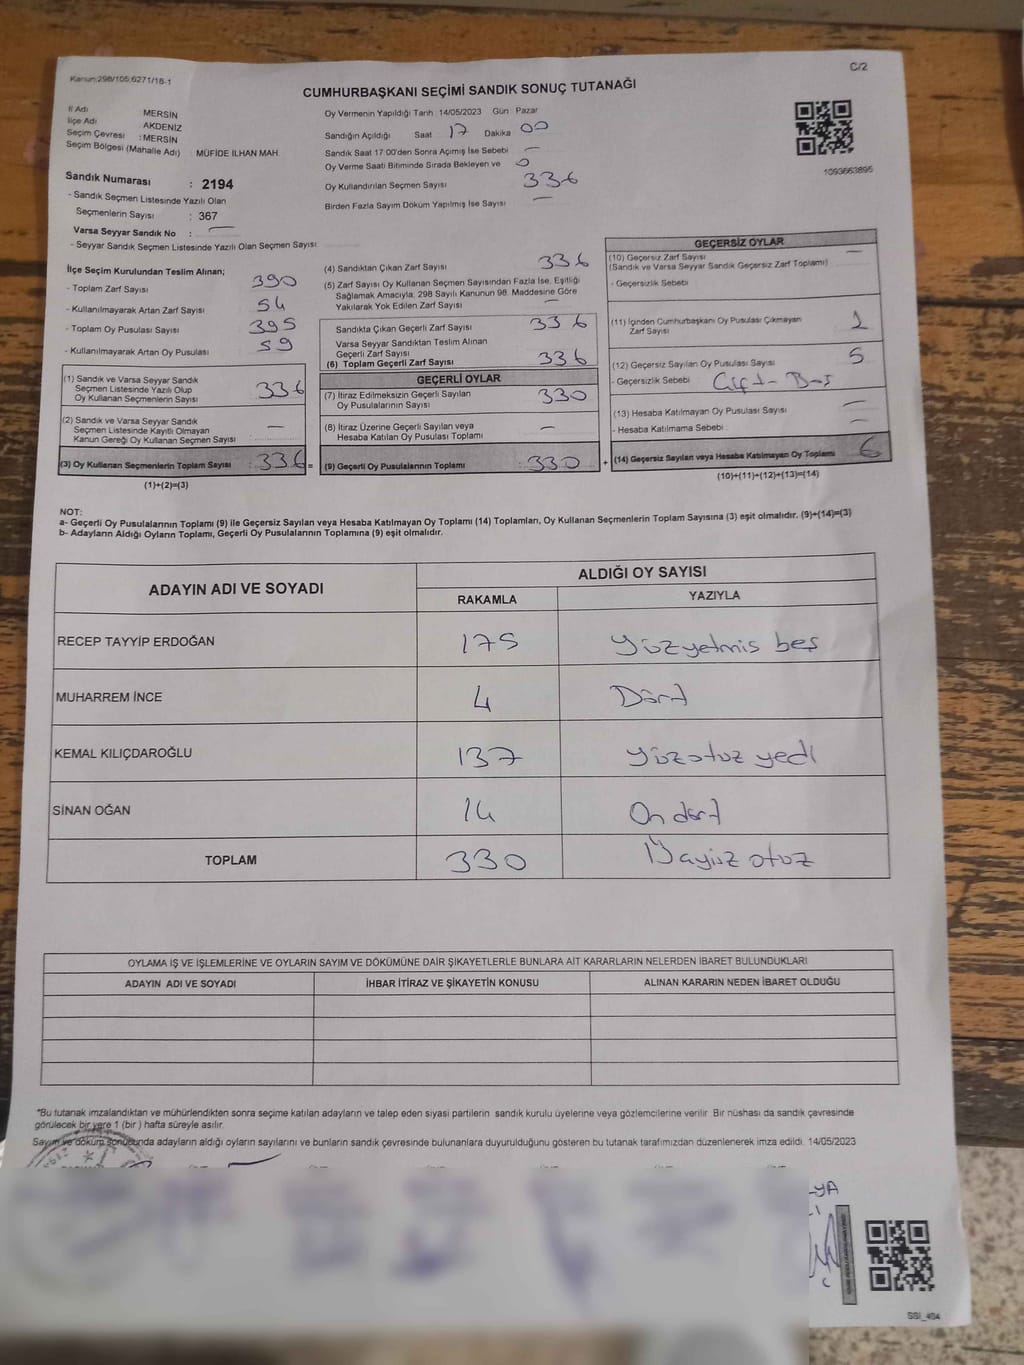 Kanun:298/105;6271/16-1
C/2
CUMHURBAŞKANI SEÇİMİ SANDIK SONUÇ TUTANAĞI
İl Adı MERSİN
İlçe Adı AKDENİZ
Seçim Çevresi : MERSİN
Seçim Bölgesi (Mahalle Adı) : MÜFİDE İLHAN MAH.
Oy Vermenin Yapıldığı Tarih 14/05/2023 Gün : Pazar
Sandığın Açıldığı Saat 17 Dakika 00
Sandık Saat 17:00'den Sonra Açımış İse Sebebi —
Oy Verme Saati Bitiminde Sırada Bekleyen ve 0
Oy Kullandırılan Seçmen Sayısı 336
Birden Fazla Sayım Döküm Yapılmış İse Sayısı —
1093663895
Sandık Numarası : 2194
- Sandık Seçmen Listesinde Yazılı Olan
Seçmenlerin Sayısı : 367
Varsa Seyyar Sandık No : —
- Seyyar Sandık Seçmen Listesinde Yazılı Olan Seçmen Sayısı:
İlçe Seçim Kurulundan Teslim Alınan;
- Toplam Zarf Sayısı 390
- Kullanılmayarak Artan Zarf Sayısı 54
- Toplam Oy Pusulası Sayısı 395
- Kullanılmayarak Artan Oy Pusulası 59
(1) Sandık ve Varsa Seyyar Sandık
Seçmen Listesinde Yazılı Olup
Oy Kullanan Seçmenlerin Sayısı 336
(2) Sandık ve Varsa Seyyar Sandık
Seçmen Listesinde Kayıtlı Olmayan
Kanun Gereği Oy Kullanan Seçmen Sayısı —
(3) Oy Kullanan Seçmenlerin Toplam Sayısı : 336 =
(1)+(2)=(3)
(4) Sandıktan Çıkan Zarf Sayısı 336
(5) Zarf Sayısı Oy Kullanan Seçmen Sayısından Fazla İse, Eşitliği
Sağlamak Amacıyla; 298 Sayılı Kanunun 98. Maddesine Göre
Yakılarak Yok Edilen Zarf Sayısı —
Sandıkta Çıkan Geçerli Zarf Sayısı 336
Varsa Seyyar Sandıktan Teslim Alınan
Geçerli Zarf Sayısı
(6) Toplam Geçerli Zarf Sayısı 336
GEÇERLİ OYLAR
(7) İtiraz Edilmeksizin Geçerli Sayılan
Oy Pusulalarının Sayısı 330
(8) İtiraz Üzerine Geçerli Sayılan veya
Hesaba Katılan Oy Pusulası Toplamı —
(9) Geçerli Oy Pusulalarının Toplamı 330 +
GEÇERSİZ OYLAR
(10) Geçersiz Zarf Sayısı —
(Sandık ve Varsa Seyyar Sandık Geçersiz Zarf Toplamı)
- Geçersizlik Sebebi
(11) İçinden Cumhurbaşkanı Oy Pusulası Çıkmayan
Zarf Sayısı 1
(12) Geçersiz Sayılan Oy Pusulası Sayısı 5
- Geçersizlik Sebebi Çift - Boş
(13) Hesaba Katılmayan Oy Pusulası Sayısı —
- Hesaba Katılmama Sebebi : —
(14) Geçersiz Sayılan veya Hesaba Katılmayan Oy Toplamı 6
(10)+(11)+(12)+(13)=(14)
NOT:
a- Geçerli Oy Pusulalarının Toplamı (9) ile Geçersiz Sayılan veya Hesaba Katılmayan Oy Toplamı (14) Toplamları, Oy Kullanan Seçmenlerin Toplam Sayısına (3) eşit olmalıdır. (9)+(14)=(3)
b- Adayların Aldığı Oyların Toplamı, Geçerli Oy Pusulalarının Toplamına (9) eşit olmalıdır.
ADAYIN ADI VE SOYADI ALDIĞI OY SAYISI
RAKAMLA YAZIYLA
RECEP TAYYİP ERDOĞAN 175 Yüzyetmis beş
MUHARREM İNCE 4 Dört
KEMAL KILIÇDAROĞLU 137 Yüzotuz yedi
SİNAN OĞAN 14 On dört
TOPLAM 330 Üçyüz otuz
OYLAMA İŞ VE İŞLEMLERİNE VE OYLARIN SAYIM VE DÖKÜMÜNE DAİR ŞİKAYETLERLE BUNLARA AİT KARARLARIN NELERDEN İBARET BULUNDUKLARI
ADAYIN ADI VE SOYADI İHBAR İTİRAZ VE ŞİKAYETİN KONUSU ALINAN KARARIN NEDEN İBARET OLDUĞU
*Bu tutanak imzalandıktan ve mühürlendikten sonra seçime katılan adayların ve talep eden siyasi partilerin sandık kurulu üyelerine veya gözlemcilerine verilir. Bir nüshası da sandık çevresinde
görülecek bir yere 1 (bir) hafta süreyle asılır.
Sayım ve döküm sonucunda adayların aldığı oyların sayılarını ve bunların sandık çevresinde bulunanlara duyurulduğunu gösteren bu tutanak tarafımızdan düzenlenerek imza edildi. 14/05/2023